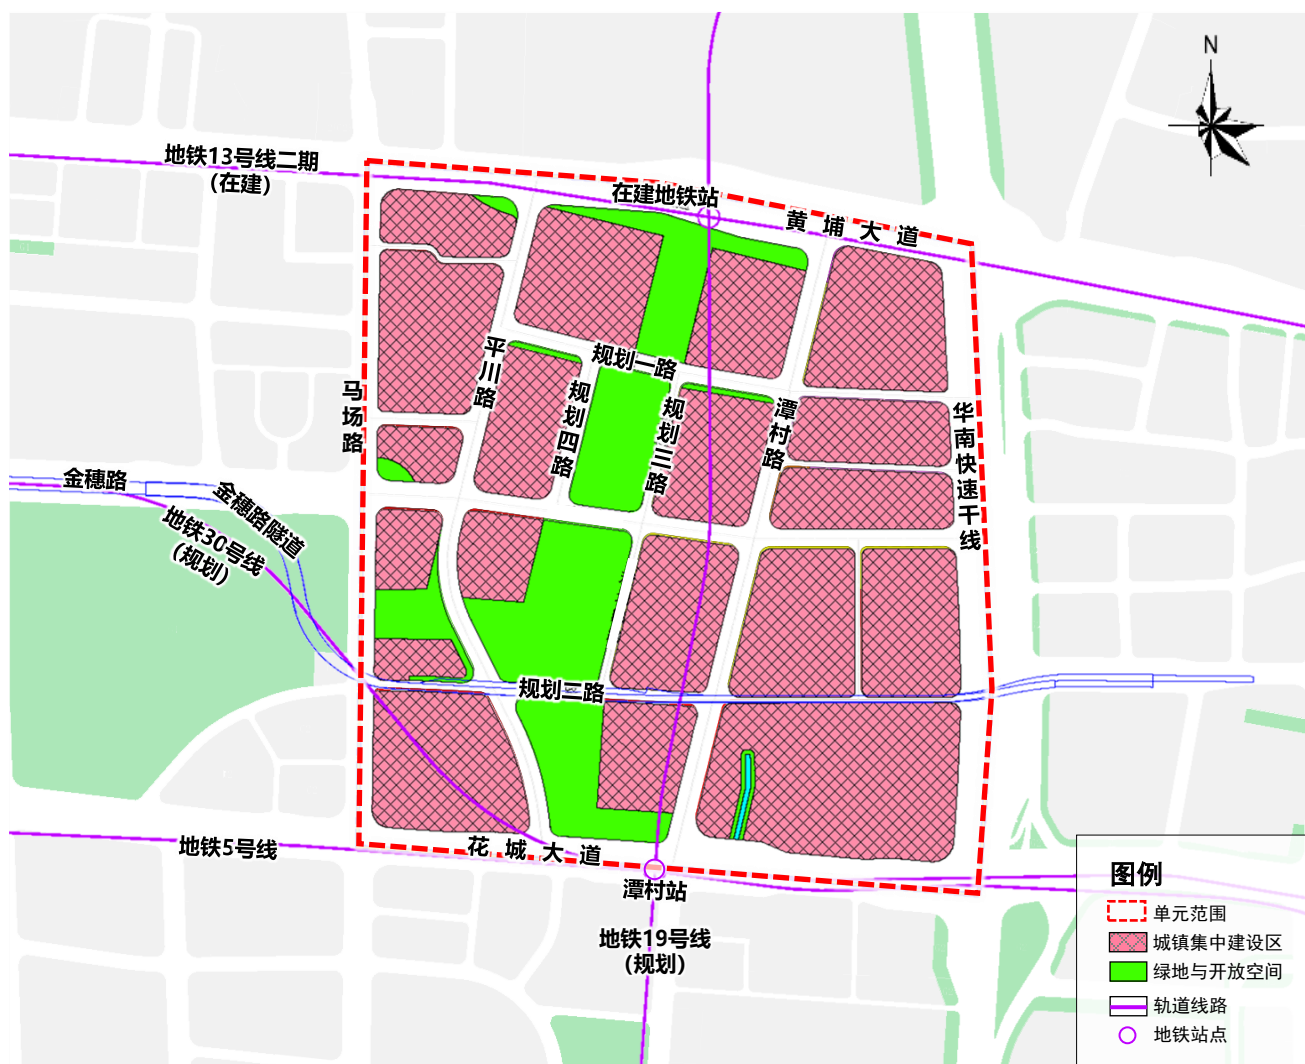 N
地铁13号线二期
(在建)
在建地铁站
黄埔大道
平川路
规划一路
马场路
规划四路
规划三路
潭村路
华南快速干线
金穗路
金穗路隧道
地铁30号线
(规划)
规划二路
地铁5号线
花城大道
潭村站
地铁19号线
(规划)
图例
单元范围
城镇集中建设区
绿地与开放空间
轨道线路
地铁站点